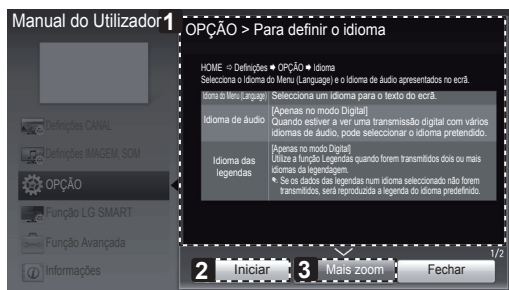 Manual do Utilizador
1
OPÇÃO > Para definir o idioma
HOME ⇨ Definições ➡ OPÇÃO ➡ Idioma
Selecciona o Idioma do Menu (Language) e o Idioma de áudio apresentados no ecrã.
Idioma do Menu (Language)
Selecciona um idioma para o texto do ecrã.
Idioma de áudio
[Apenas no modo Digital]
Quando estiver a ver uma transmissão digital com vários
idiomas de áudio, pode seleccionar o idioma pretendido.
Idioma das
legendas
[Apenas no modo Digital]
Utilize a função Legendas quando forem transmitidos dois ou mais
idiomas da legendagem.
Se os dados das legendas num idioma seleccionado não forem
transmitidos, será reproduzida a legenda do idioma predefinido.
Definições CANAL
Definições IMAGEM, SOM
OPÇÃO
Função LG SMART
Função Avançada
Informações
1/2
2
Iniciar
3
Mais zoom
Fechar